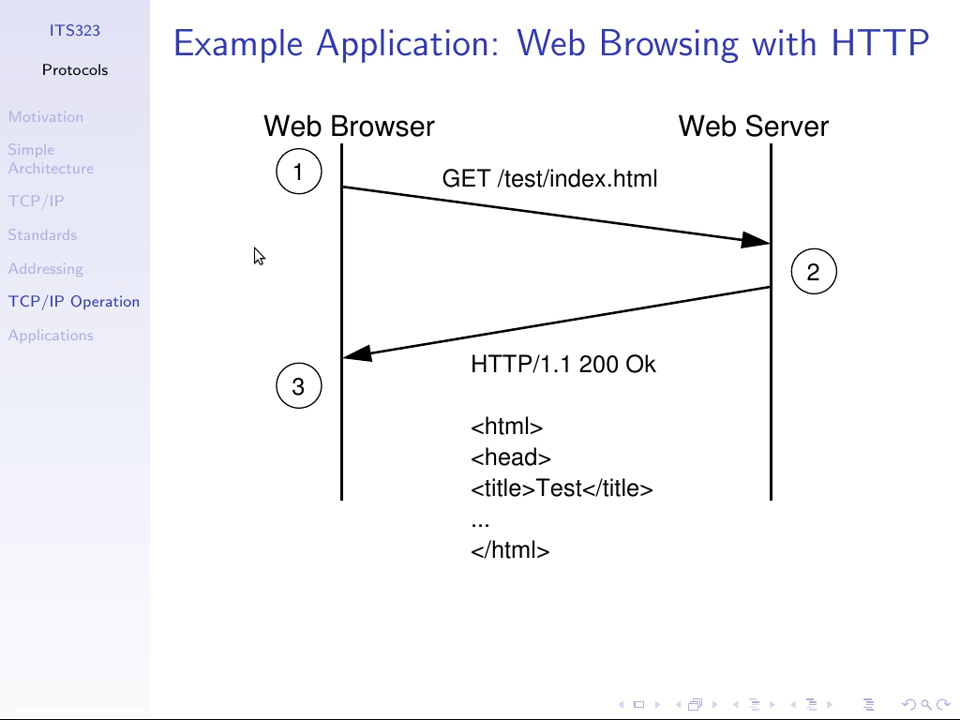 ITS323
Protocols
Motivation
Simple
Architecture
TCP/IP
Standards
Addressing
TCP/IP Operation
Applications
Example Application: Web Browsing with HTTP
Web Browser
Web Server
1
GET /test/index.html
2
HTTP/1.1 200 Ok
3
<html>
<head>
<title>Test</title>
...
</html>